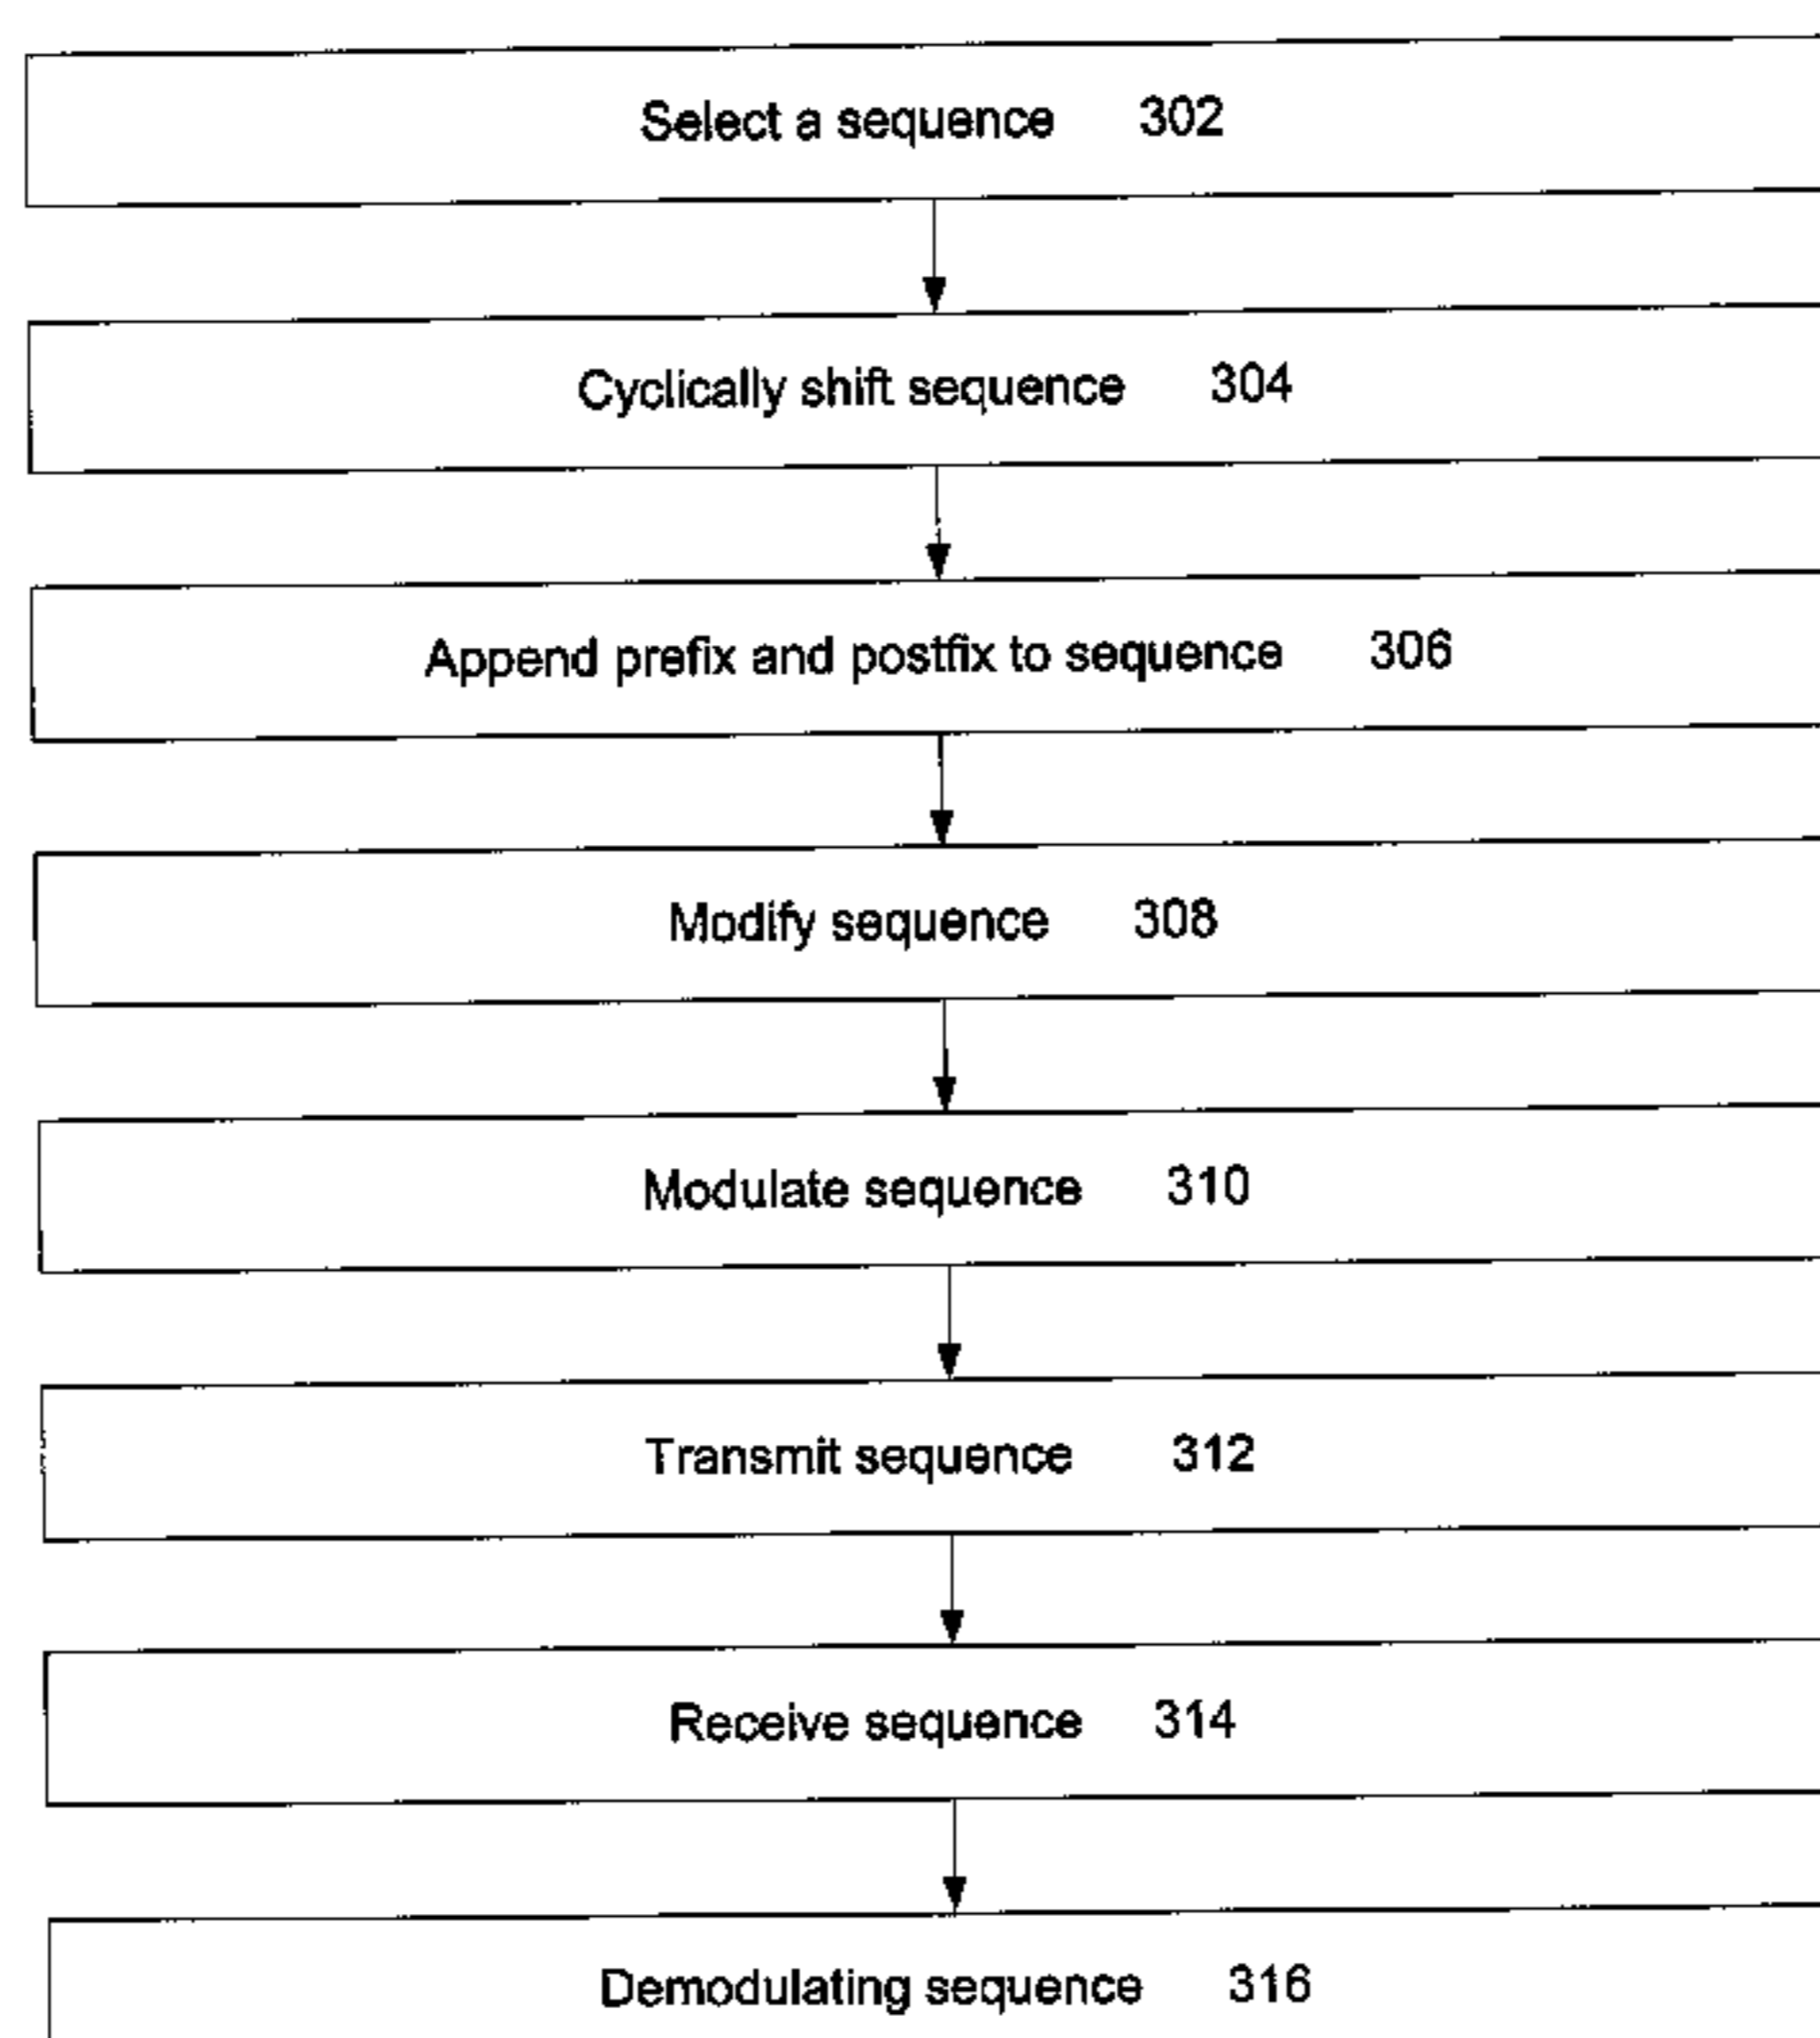 Select a sequence 302
Cyclically shift sequence 304
Append prefix and postfix to sequence 306
Modify sequence 308
Modulate sequence 310
Transmit sequence 312
Receive sequence 314
Demodulating sequence 316